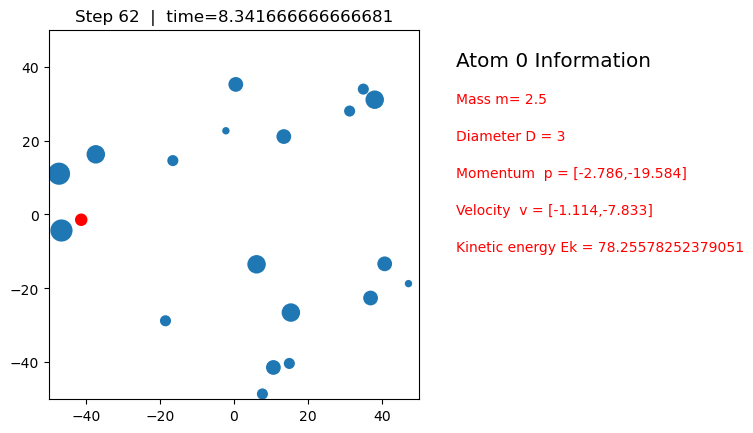 Step 62 | time=8.341666666666681
Atom 0 Information
Mass m= 2.5
Diameter D = 3
Momentum p = [-2.786,-19.584]
Velocity v = [-1.114,-7.833]
Kinetic energy Ek = 78.25578252379051
40
20
0
−20
−40
−40 −20 0 20 40